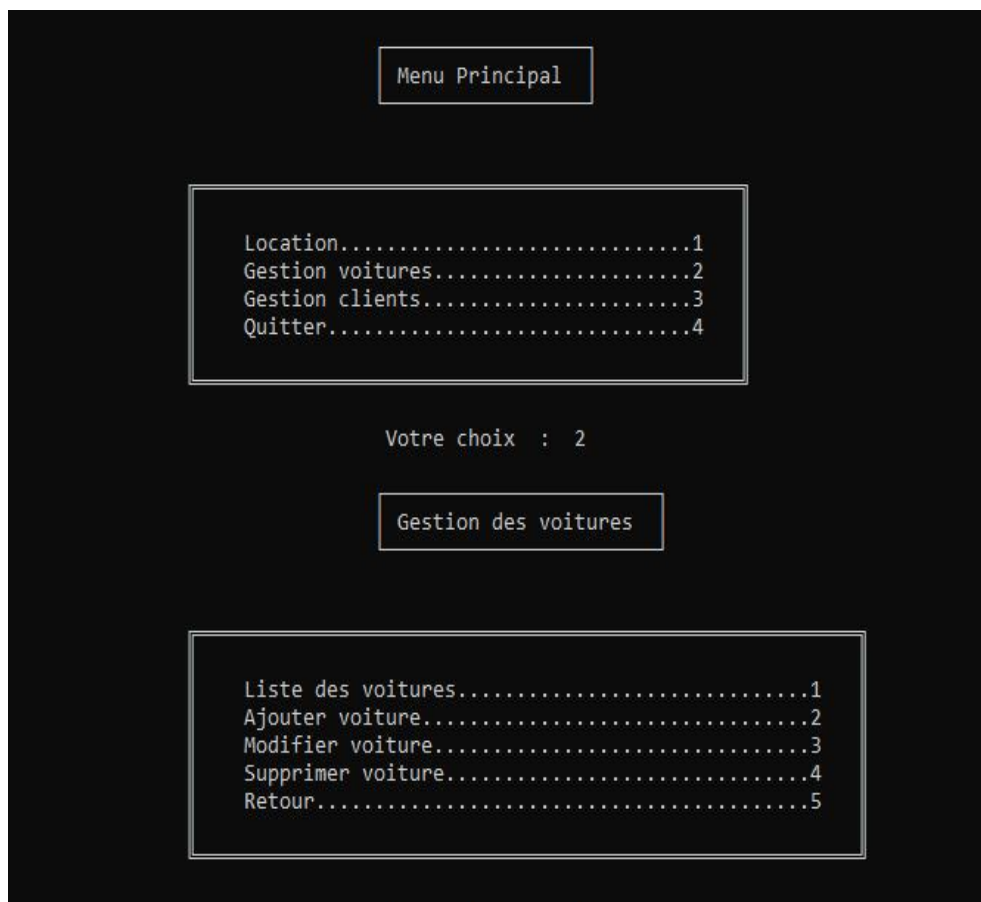 Menu Principal
Location..............................1
Gestion voitures......................2
Gestion clients.......................3
Quitter...............................4
Votre choix  :  2
Gestion des voitures
Liste des voitures..............................1
Ajouter voiture.................................2
Modifier voiture................................3
Supprimer voiture...............................4
Retour..........................................5